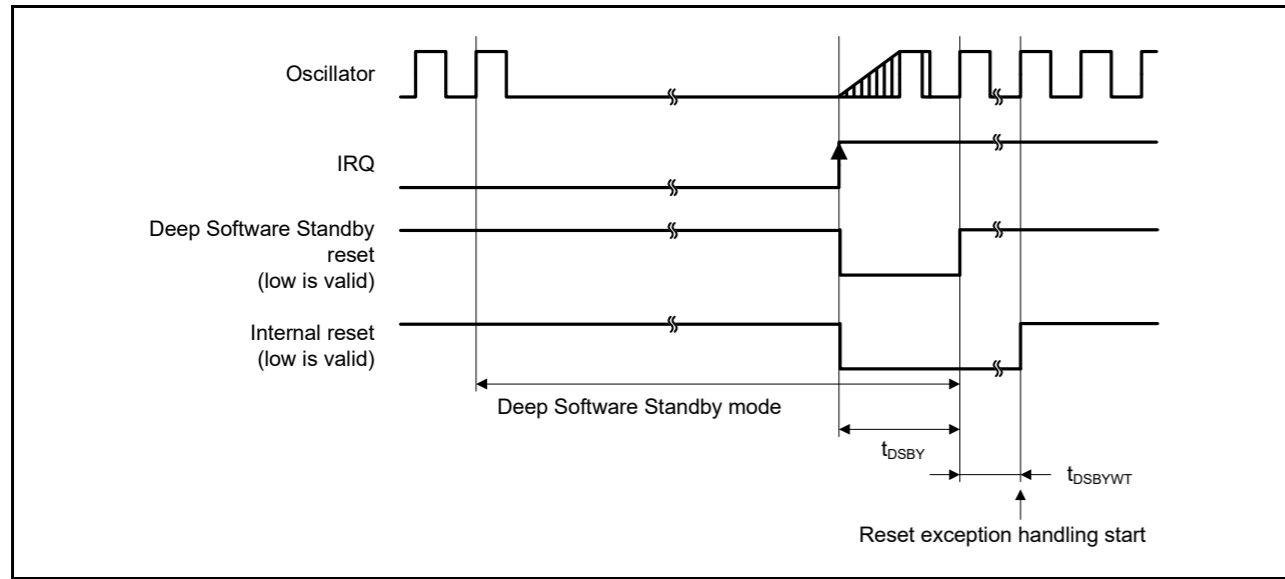 Oscillator
IRQ
Deep Software Standby
reset
(low is valid)
Internal reset
(low is valid)
Deep Software Standby mode
tDSBY
tDSBYWT
Reset exception handling start